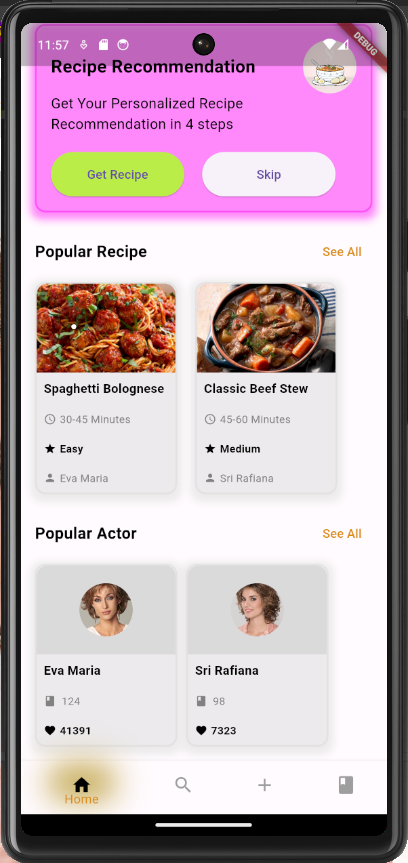 11:57
DEBUG
Recipe Recommendation
Get Your Personalized Recipe
Recommendation in 4 steps
Get Recipe
Skip
Popular Recipe
See All
Spaghetti Bolognese
Classic Beef Stew
30-45 Minutes
45-60 Minutes
Easy
Medium
Eva Maria
Sri Rafiana
Popular Actor
See All
Eva Maria
Sri Rafiana
124
98
41391
7323
Home